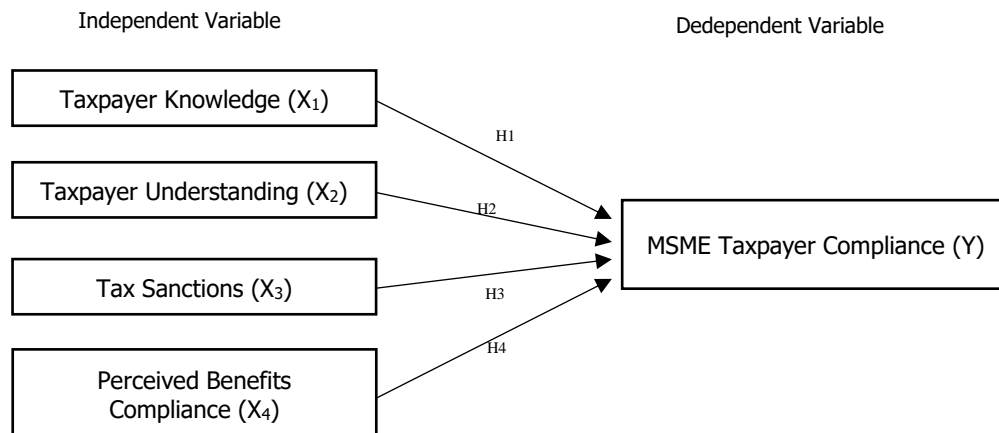 Independent Variable
Dedependent Variable
Taxpayer Knowledge (X₁)
H1
Taxpayer Understanding (X₂)
H2
MSME Taxpayer Compliance (Y)
Tax Sanctions (X₃)
H3
H4
Perceived Benefits
Compliance (X₄)